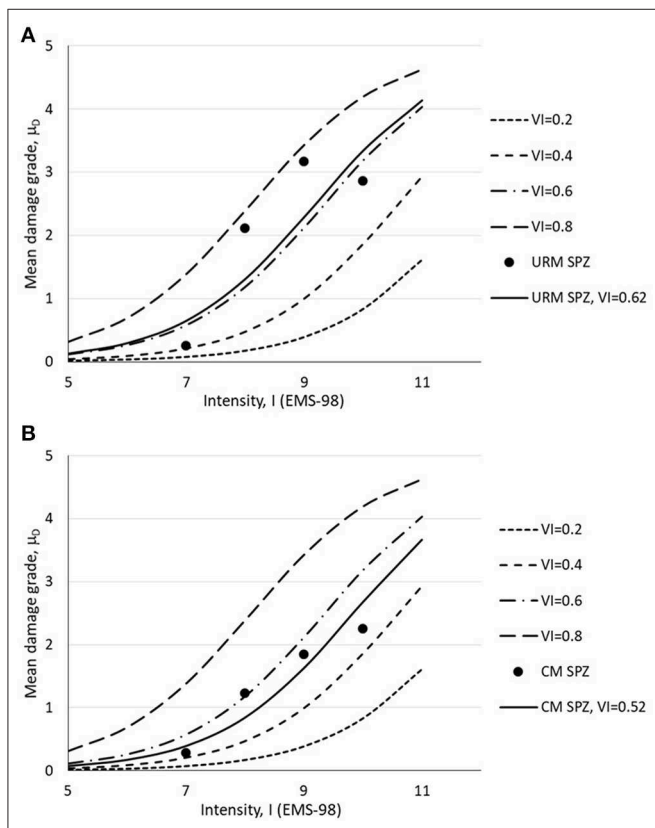 A
5
4
3
2
1
0
Mean damage grade, μD
5 7 9 11
Intensity, I (EMS-98)
VI=0.2
VI=0.4
VI=0.6
VI=0.8
URM SPZ
URM SPZ, VI=0.62
B
5
4
3
2
1
0
Mean damage grade, μD
5 7 9 11
Intensity, I (EMS-98)
VI=0.2
VI=0.4
VI=0.6
VI=0.8
CM SPZ
CM SPZ, VI=0.52